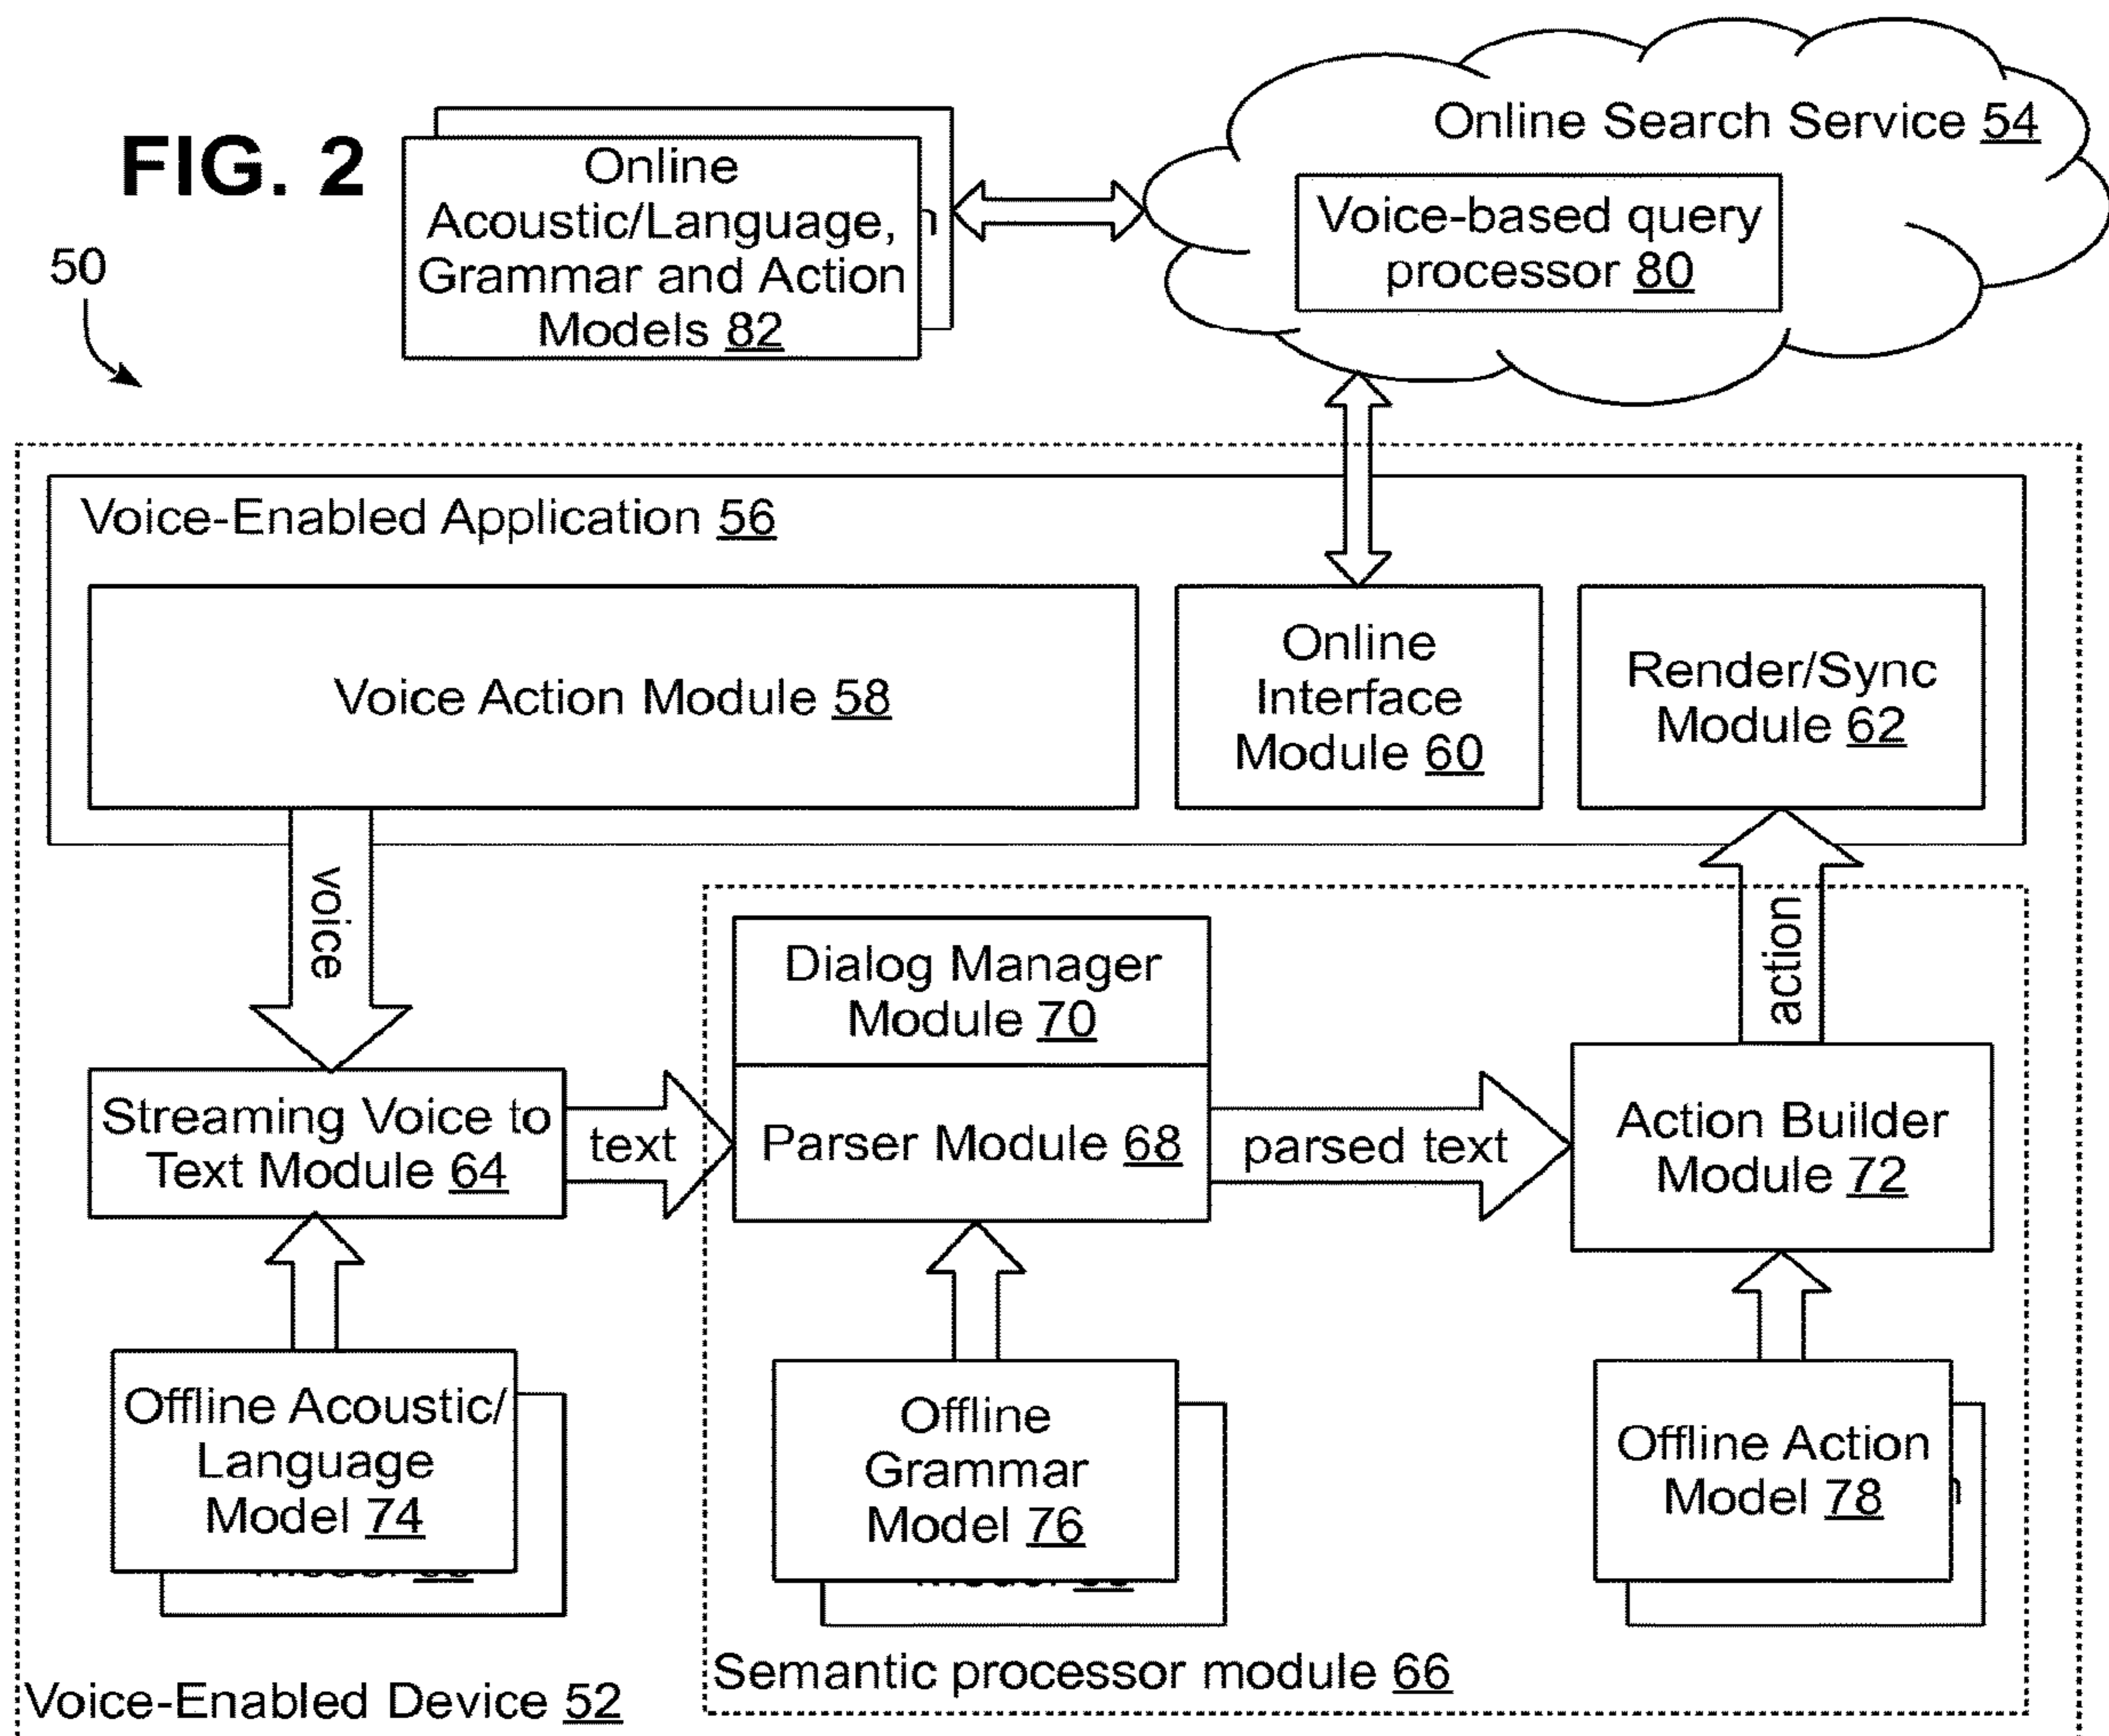 FIG. 2
50
Online
Acoustic/Language,
Grammar and Action
Models 82
Online Search Service 54
Voice-based query
processor 80
Voice-Enabled Application 56
Voice Action Module 58
Online
Interface
Module 60
Render/Sync
Module 62
voice
action
Dialog Manager
Module 70
Streaming Voice to
Text Module 64
text
Parser Module 68
parsed text
Action Builder
Module 72
Offline Acoustic/
Language
Model 74
Offline
Grammar
Model 76
Offline Action
Model 78
Semantic processor module 66
Voice-Enabled Device 52